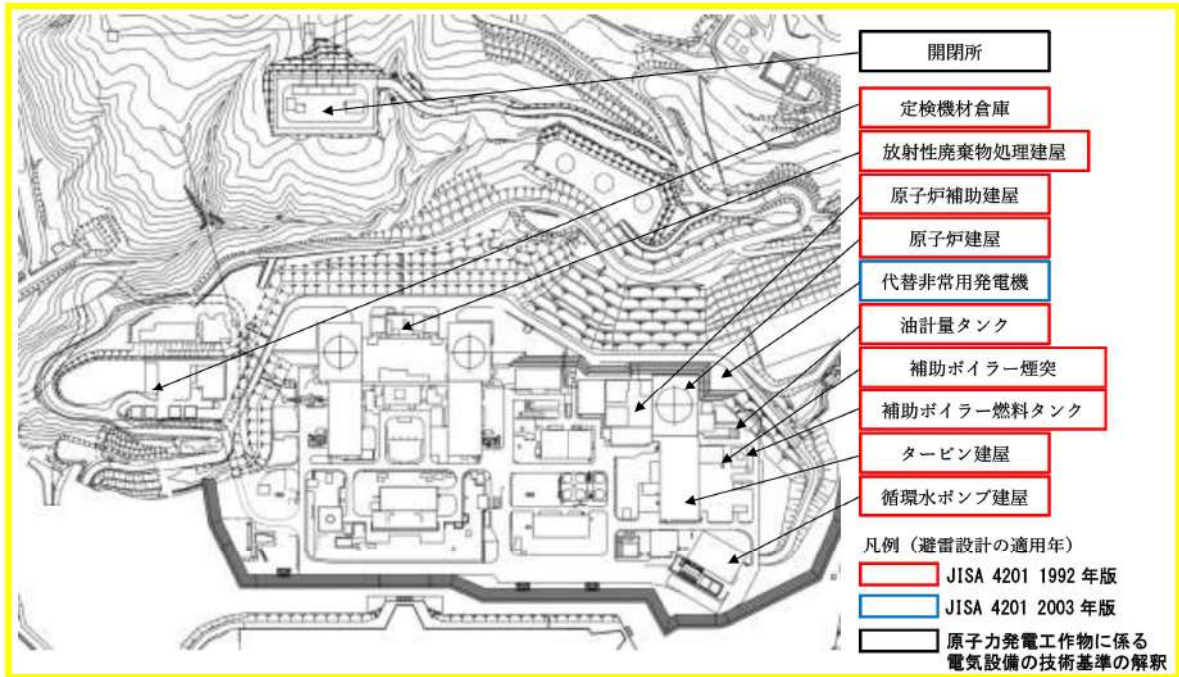 開閉所
定検機材倉庫
放射性廃棄物処理建屋
原子炉補助建屋
原子炉建屋
代替非常用発電機
油計量タンク
補助ボイラー煙突
補助ボイラー燃料タンク
タービン建屋
循環水ポンプ建屋
凡例（避雷設計の適用年）
JISA 4201 1992 年版
JISA 4201 2003 年版
原子力発電工作物に係る
電気設備の技術基準の解釈